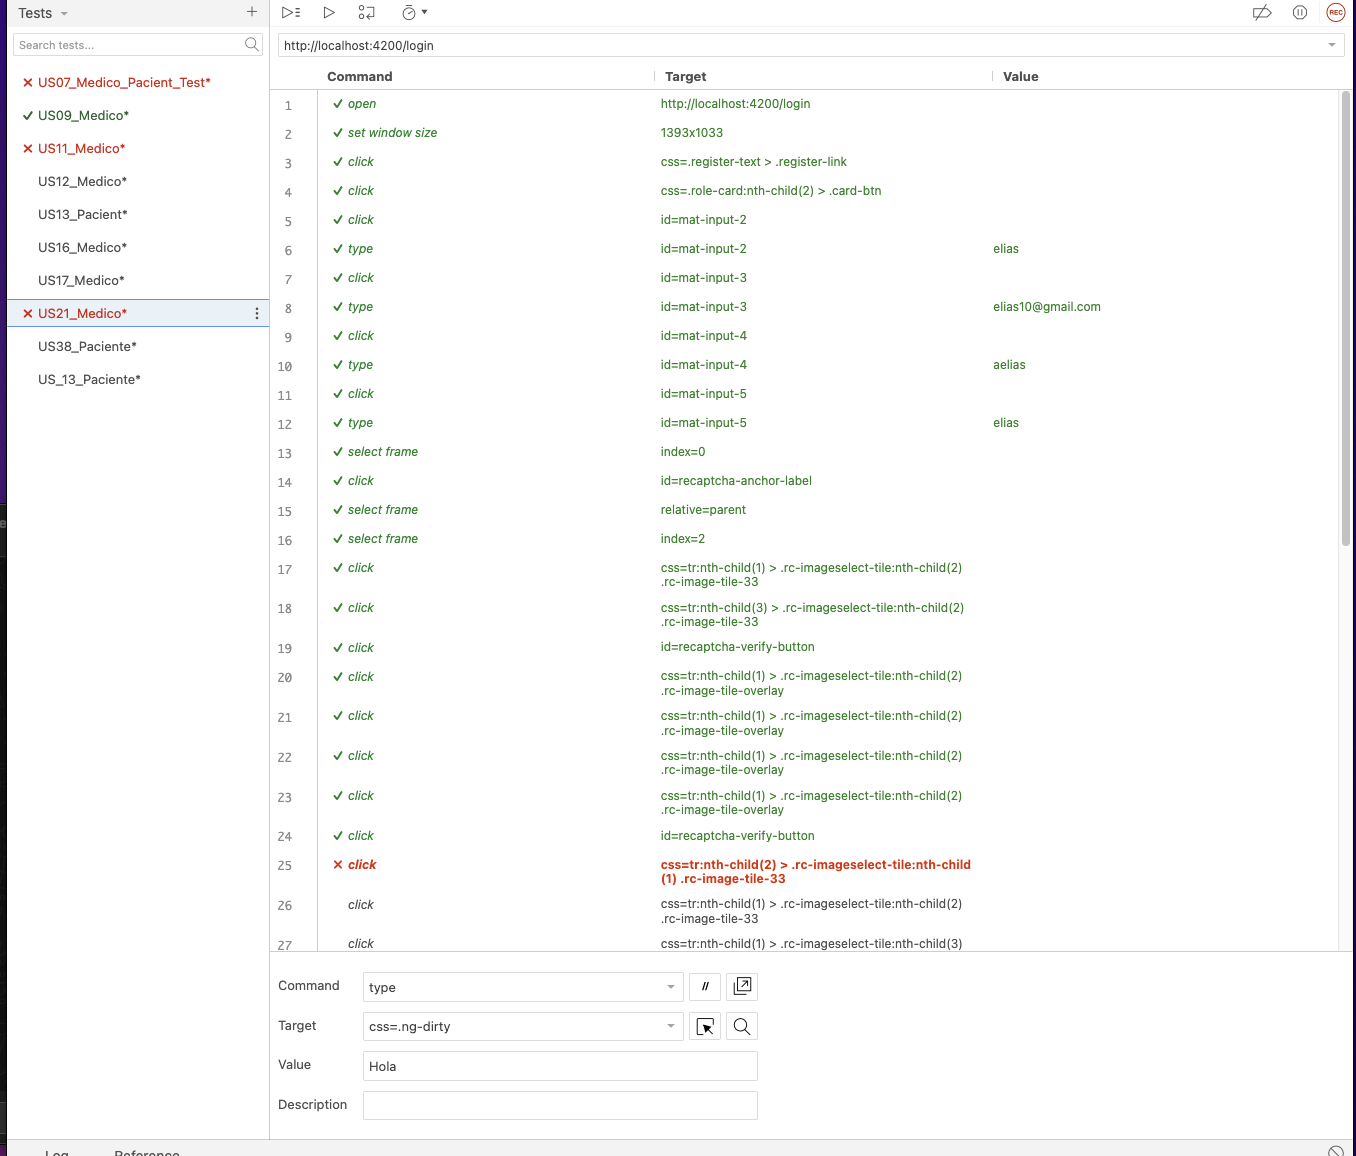 Tests
Search tests...
US07_Medico_Pacient_Test*
US09_Medico*
US11_Medico*
US12_Medico*
US13_Pacient*
US16_Medico*
US17_Medico*
US21_Medico*
US38_Paciente*
US_13_Paciente*
REC
http://localhost:4200/login
Command Target Value
1 open http://localhost:4200/login
2 set window size 1393x1033
3 click css=.register-text > .register-link
4 click css=.role-card:nth-child(2) > .card-btn
5 click id=mat-input-2
6 type id=mat-input-2 elias
7 click id=mat-input-3
8 type id=mat-input-3 elias10@gmail.com
9 click id=mat-input-4
10 type id=mat-input-4 aelias
11 click id=mat-input-5
12 type id=mat-input-5 elias
13 select frame index=0
14 click id=recaptcha-anchor-label
15 select frame relative=parent
16 select frame index=2
17 click css=tr:nth-child(1) > .rc-imageselect-tile:nth-child(2)
.rc-image-tile-33
18 click css=tr:nth-child(3) > .rc-imageselect-tile:nth-child(2)
.rc-image-tile-33
19 click id=recaptcha-verify-button
20 click css=tr:nth-child(1) > .rc-imageselect-tile:nth-child(2)
.rc-image-tile-overlay
21 click css=tr:nth-child(1) > .rc-imageselect-tile:nth-child(2)
.rc-image-tile-overlay
22 click css=tr:nth-child(1) > .rc-imageselect-tile:nth-child(2)
.rc-image-tile-overlay
23 click css=tr:nth-child(1) > .rc-imageselect-tile:nth-child(2)
.rc-image-tile-overlay
24 click id=recaptcha-verify-button
25 click css=tr:nth-child(2) > .rc-imageselect-tile:nth-child
(1) .rc-image-tile-33
26 click css=tr:nth-child(1) > .rc-imageselect-tile:nth-child(2)
.rc-image-tile-33
27 click css=tr:nth-child(1) > .rc-imageselect-tile:nth-child(3)
Command type //
Target css=.ng-dirty
Value Hola
Description
Log Reference